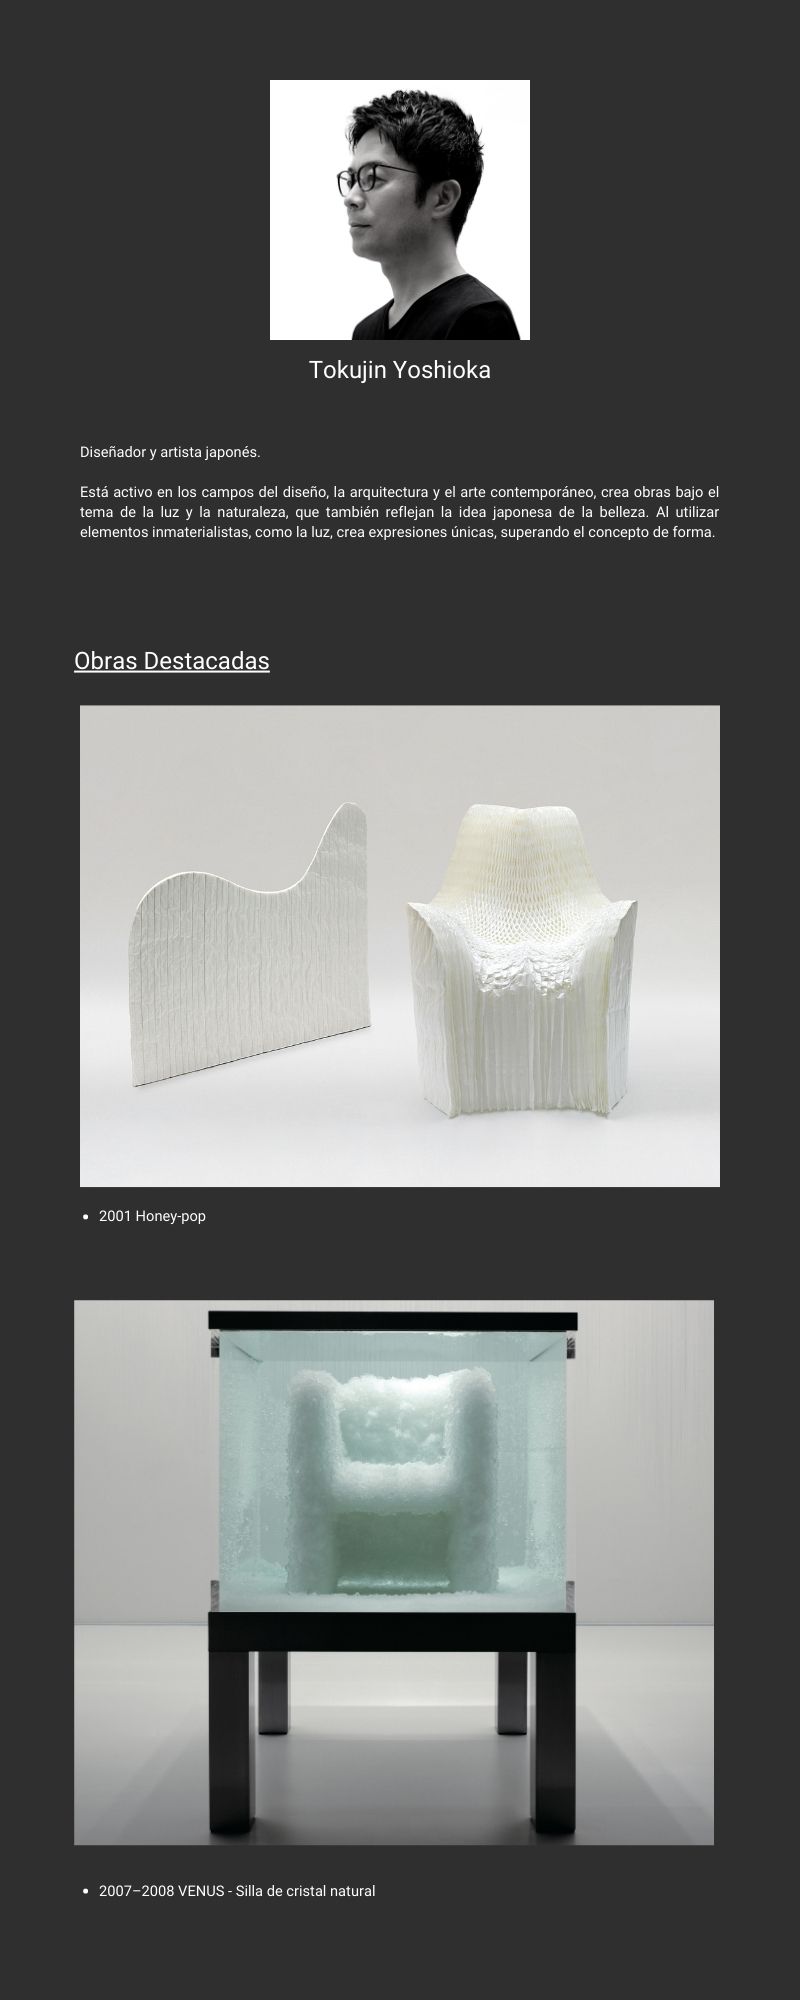 Tokujin Yoshioka
Diseñador y artista japonés.
Está activo en los campos del diseño, la arquitectura y el arte contemporáneo, crea obras bajo el
tema de la luz y la naturaleza, que también reflejan la idea japonesa de la belleza. Al utilizar
elementos inmaterialistas, como la luz, crea expresiones únicas, superando el concepto de forma.
Obras Destacadas
• 2001 Honey-pop
• 2007–2008 VENUS - Silla de cristal natural